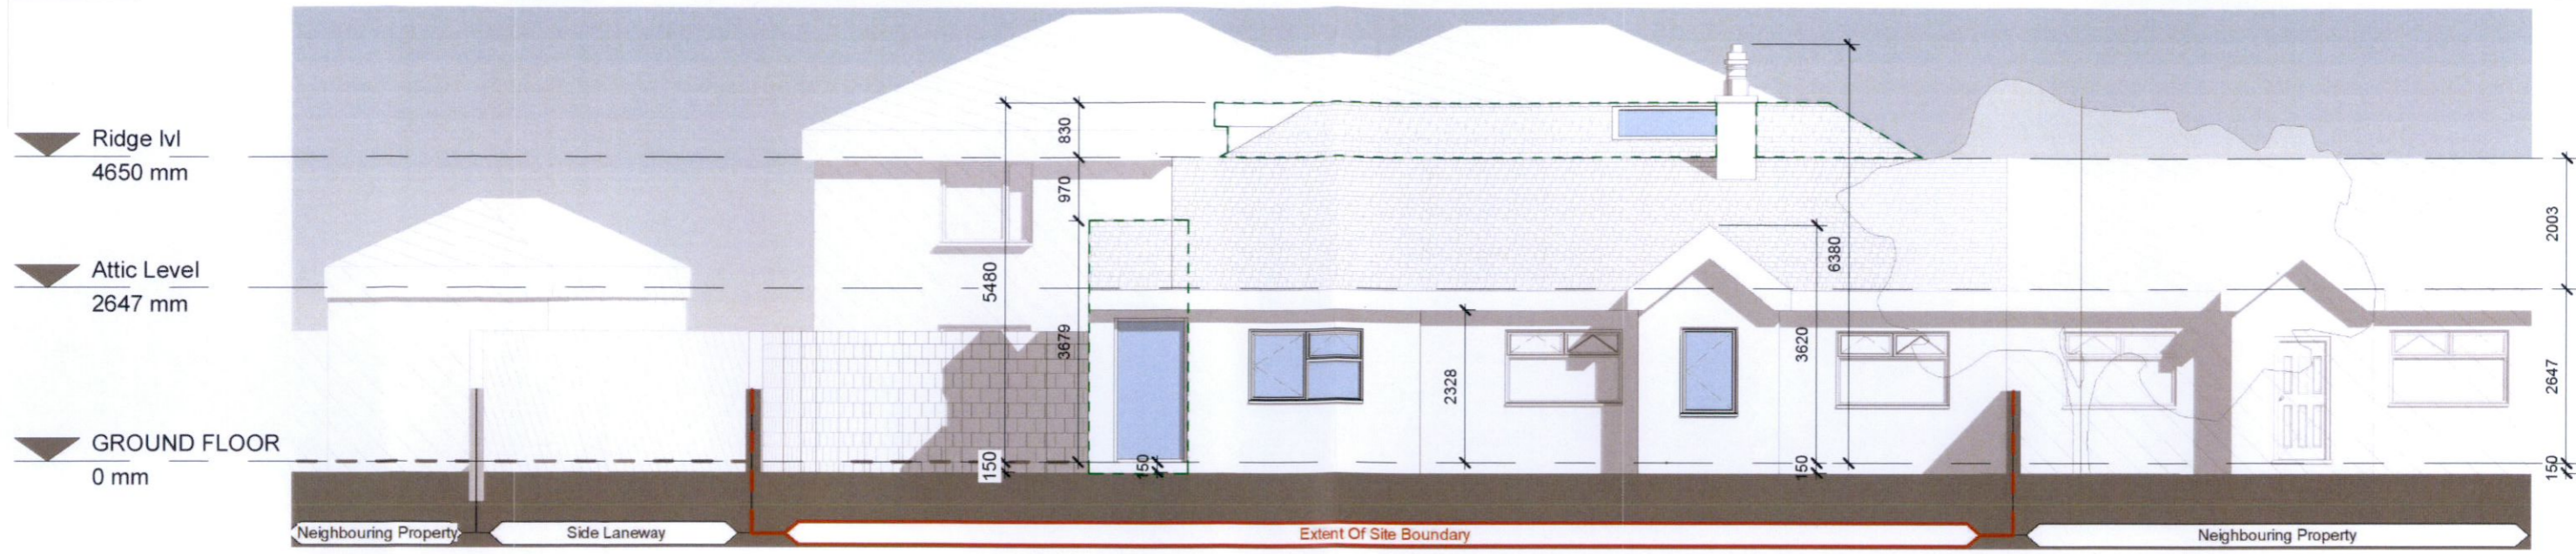 Ridge lvl
4650 mm
Attic Level
2647 mm
GROUND FLOOR
0 mm
830
970
5480
3679
150
150
2328
3620
150
6380
2003
2647
150
Neighbouring Property
Side Laneway
Extent Of Site Boundary
Neighbouring Property